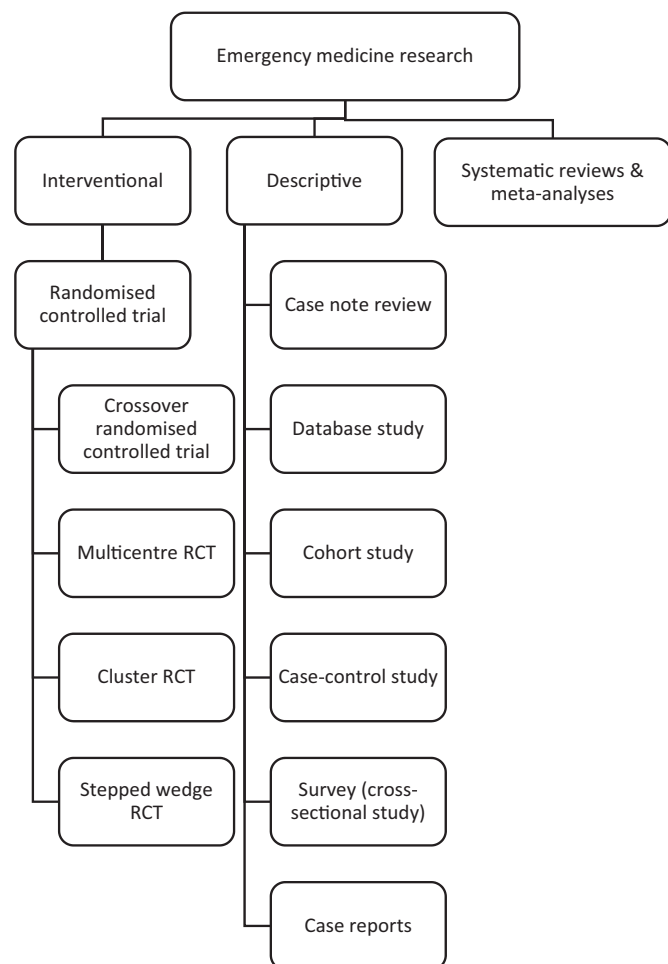 Emergency medicine research
Interventional
Descriptive
Systematic reviews &
meta-analyses
Randomised
controlled trial
Crossover
randomised
controlled trial
Multicentre RCT
Cluster RCT
Stepped wedge
RCT
Case note review
Database study
Cohort study
Case-control study
Survey (cross-
sectional study)
Case reports